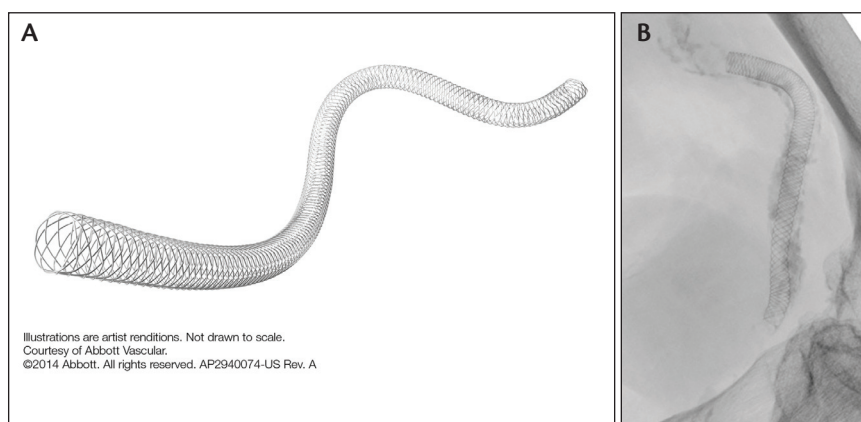 A
B
Illustrations are artist renditions. Not drawn to scale.
Courtesy of Abbott Vascular.
©2014 Abbott. All rights reserved. AP2940074-US Rev. A